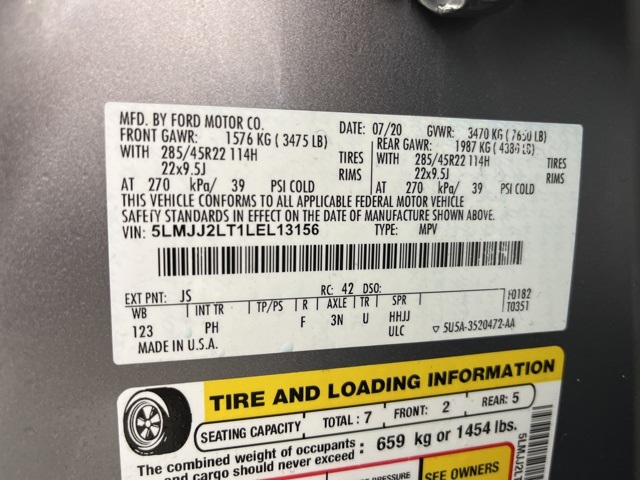 MFD. BY FORD MOTOR CO.
DATE: 07/20 GVWR: 3470 KG ( 7650 LB)
FRONT GAWR: 1576 KG ( 3475 LB) REAR GAWR: 1987 KG ( 4380 LB)
WITH 285/45R22 114H TIRES WITH 285/45R22 114H TIRES
22x9.5J RIMS 22x9.5J RIMS
AT 270 kPa/ 39 PSI COLD AT 270 kPa/ 39 PSI COLD
THIS VEHICLE CONFORMS TO ALL APPLICABLE FEDERAL MOTOR VEHICLE
SAFETY STANDARDS IN EFFECT ON THE DATE OF MANUFACTURE SHOWN ABOVE.
VIN: 5LMJJ2LT1LEL13156 TYPE: MPV
EXT PNT: JS RC: 42 DSO:
WB INT TR TP/PS R AXLE TR SPR
123 PH F 3N U HHJJ
ULC
T0351
MADE IN U.S.A. 5U5A-3520472-AA
TIRE AND LOADING INFORMATION
SEATING CAPACITY TOTAL : 7 FRONT: 2 REAR: 5
The combined weight of occupants
and cargo should never exceed : 659 kg or 1454 lbs.
SEE OWNERS
5LMJJ2LT